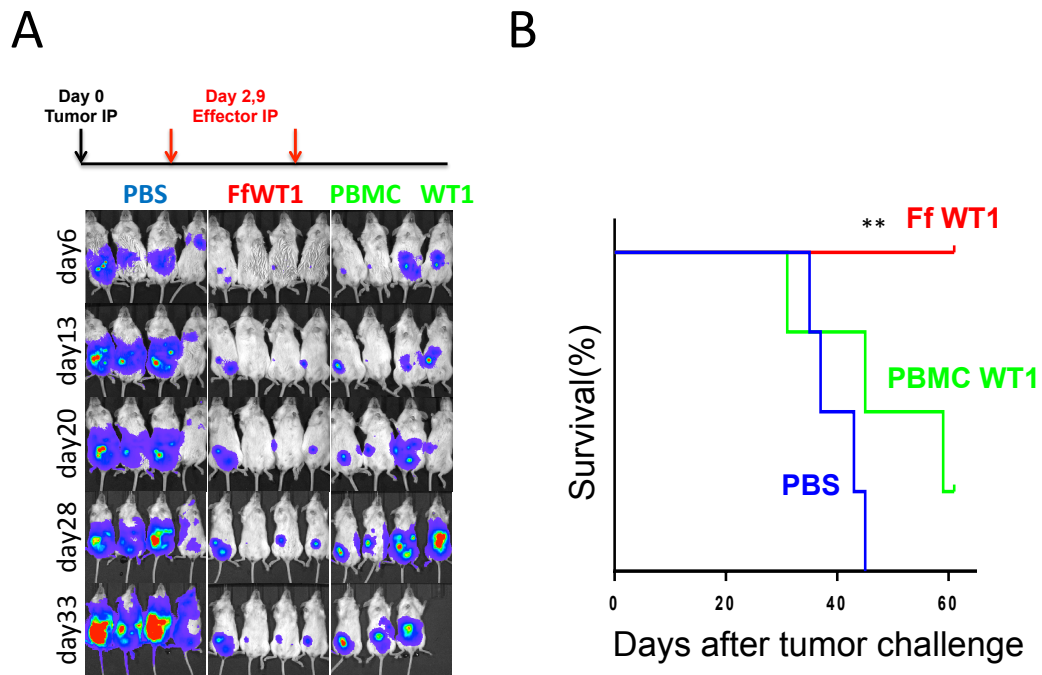 A
B
Day 0
Tumor IP
Day 2,9
Effector IP
PBS
FfWT1
PBMC WT1
day6
day13
day20
day28
day33
Survival(%)
** Ff WT1
PBMC WT1
PBS
0 20 40 60
Days after tumor challenge